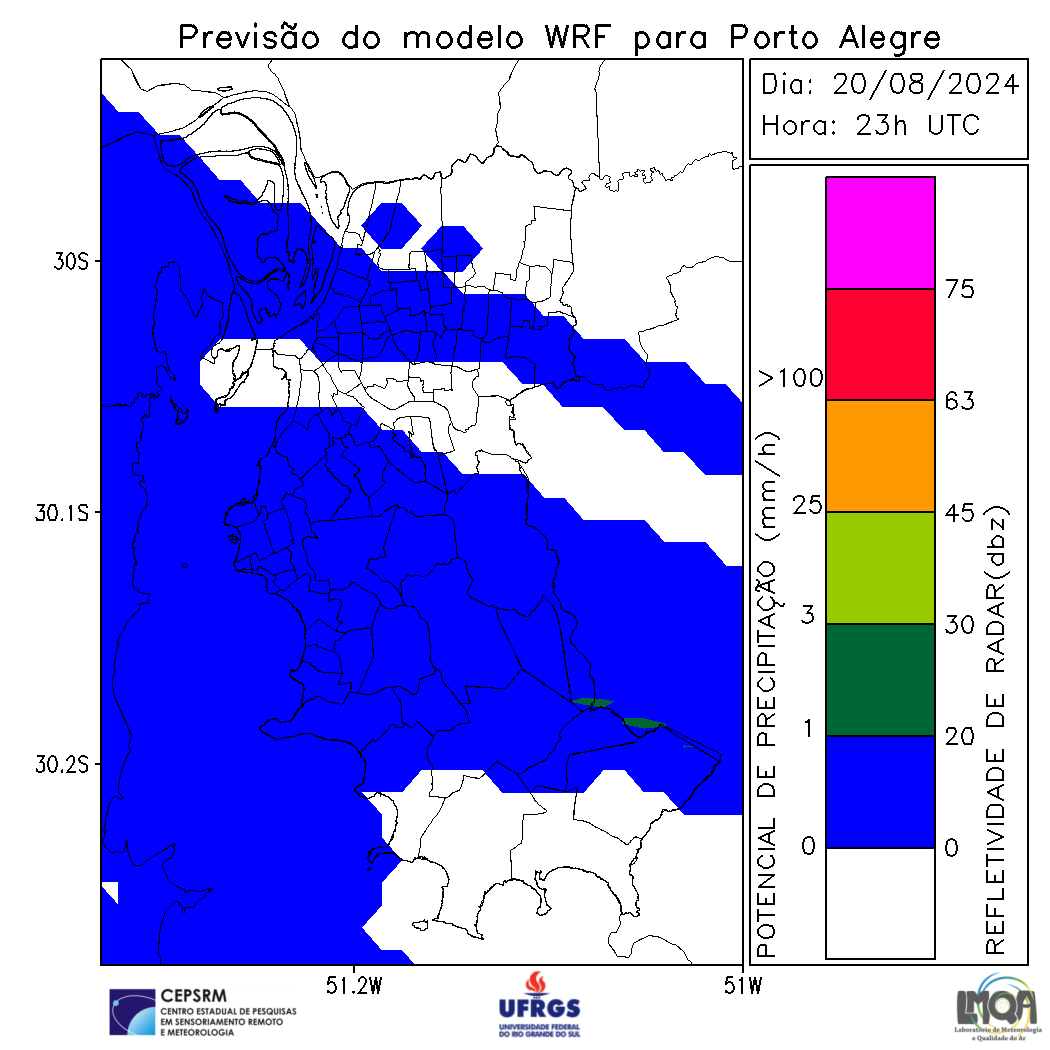 Previsão do modelo WRF para Porto Alegre
Dia: 20/08/2024
Hora: 23h UTC
30S
30.1S
30.2S
51.2W
51W
POTENCIAL DE PRECIPITAÇÃO (mm/h)
>100
25
3
1
0
75
63
45
30
20
0
REFLETIVIDADE DE RADAR(dbz)
CEPSRM
CENTRO ESTADUAL DE PESQUISAS
EM SENSORIAMENTO REMOTO
E METEOROLOGIA
UFRGS
UNIVERSIDADE FEDERAL
DO RIO GRANDE DO SUL
LMQA
Laboratório de Meteorologia
e Qualidade do Ar